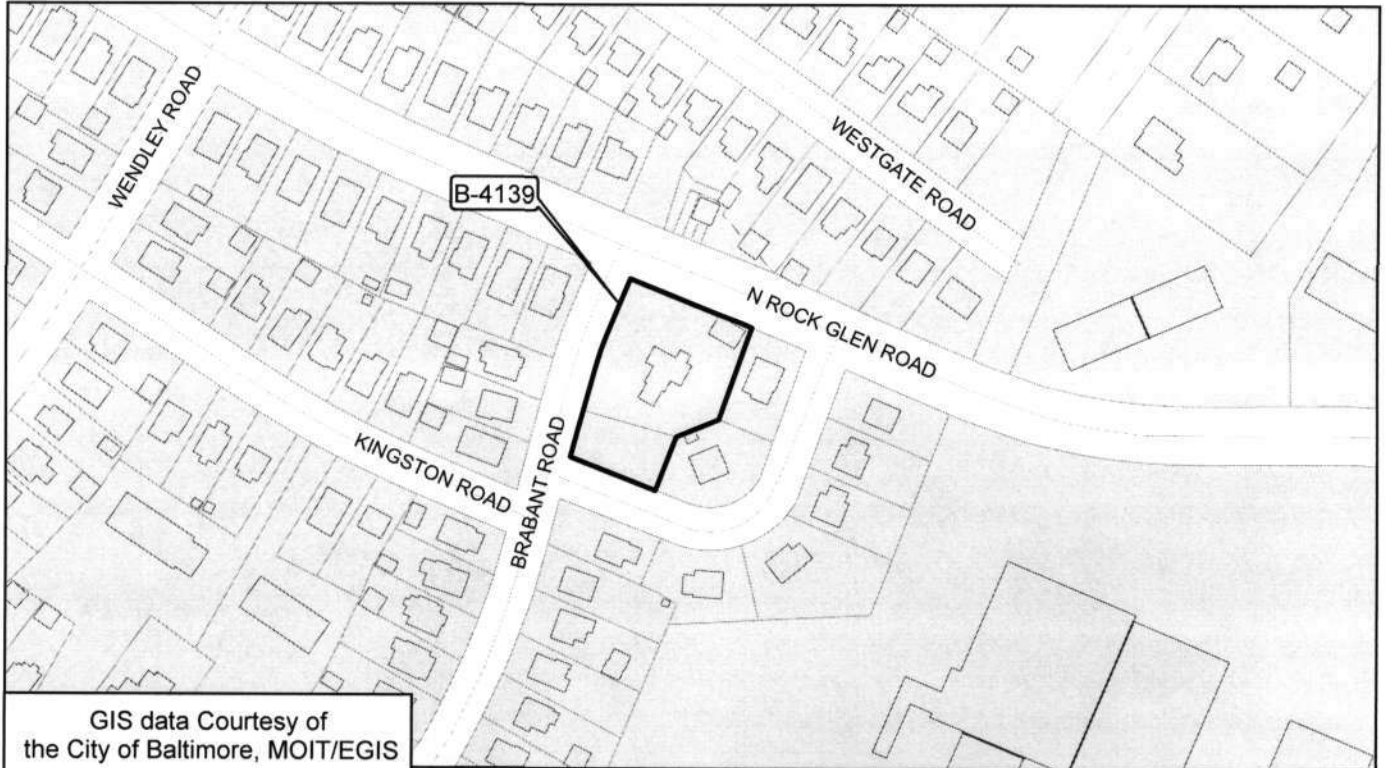 WENDLEY ROAD
WESTGATE ROAD
B-4139
N ROCK GLEN ROAD
KINGSTON ROAD
BRABANT ROAD
GIS data Courtesy of
the City of Baltimore, MOIT/EGIS